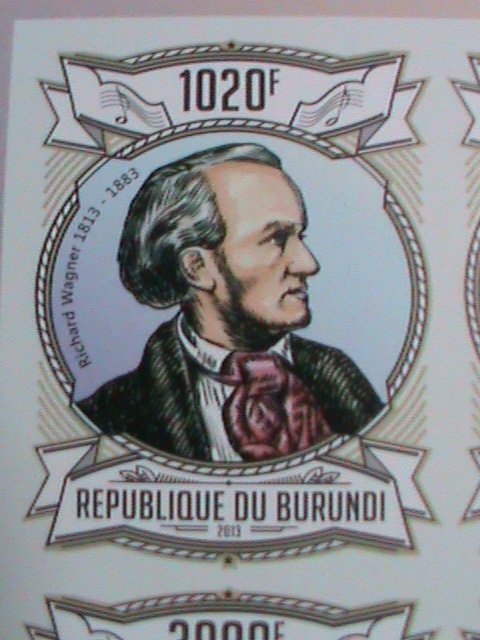 1020F
Richard Wagner 1813 - 1883
REPUBLIQUE DU BURUNDI
2013